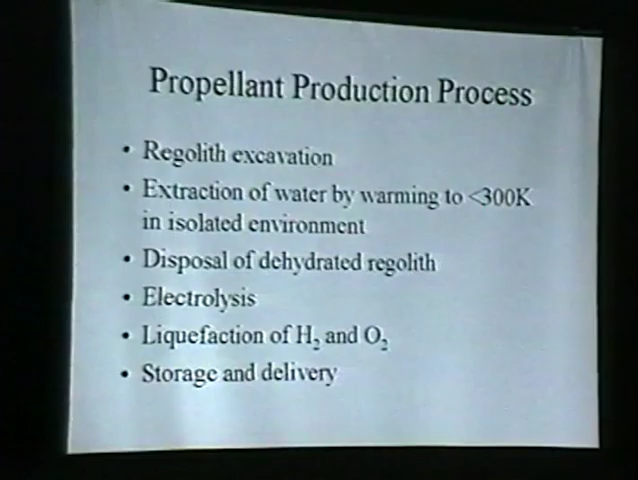 Propellant Production Process
• Regolith excavation
• Extraction of water by warming to <300K
in isolated environment
• Disposal of dehydrated regolith
• Electrolysis
• Liquefaction of H₂ and O₂
• Storage and delivery